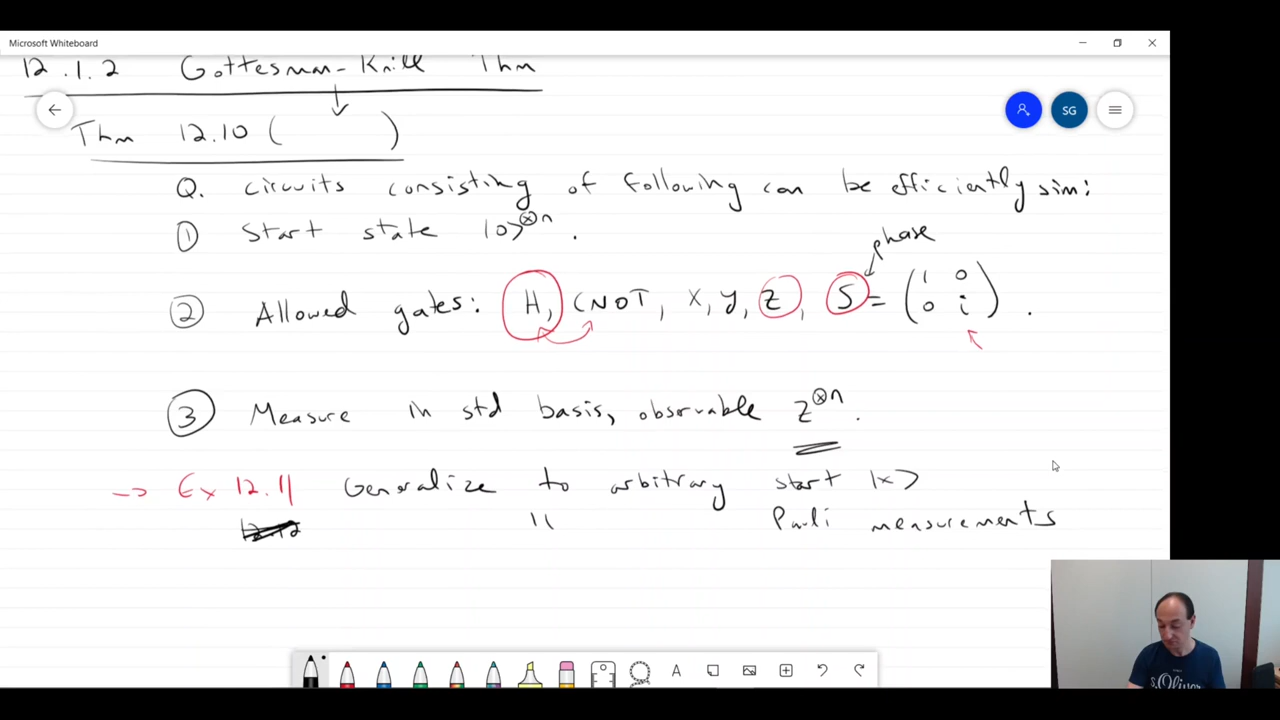 Microsoft Whiteboard
12.1.2 Gottesman-Knill Thm
Thm 12.10 ( )
SG
Q. circuits consisting of following can be efficiently sim:
① Start state |0>^⊗n .
phase
② Allowed gates: H, CNOT, X, Y, Z, S = (1 0
0 i) .
③ Measure in std basis, observable Z^⊗n .
→ Ex 12.11 Generalize to arbitrary start |x>
" Pauli measurements
A
S.Oliver